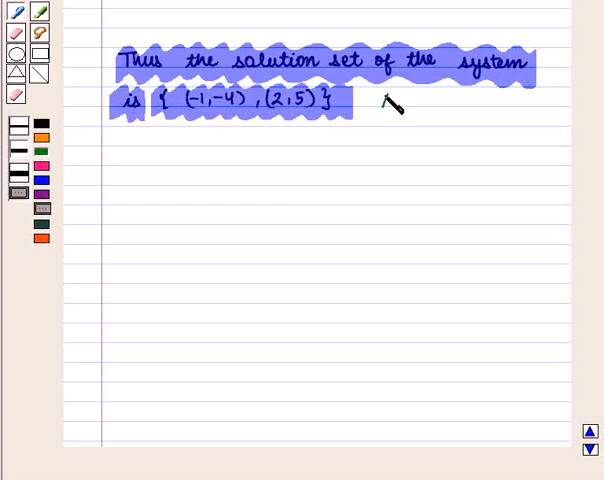 Thus the solution set of the system
is { (-1,-4) , (2,5) }